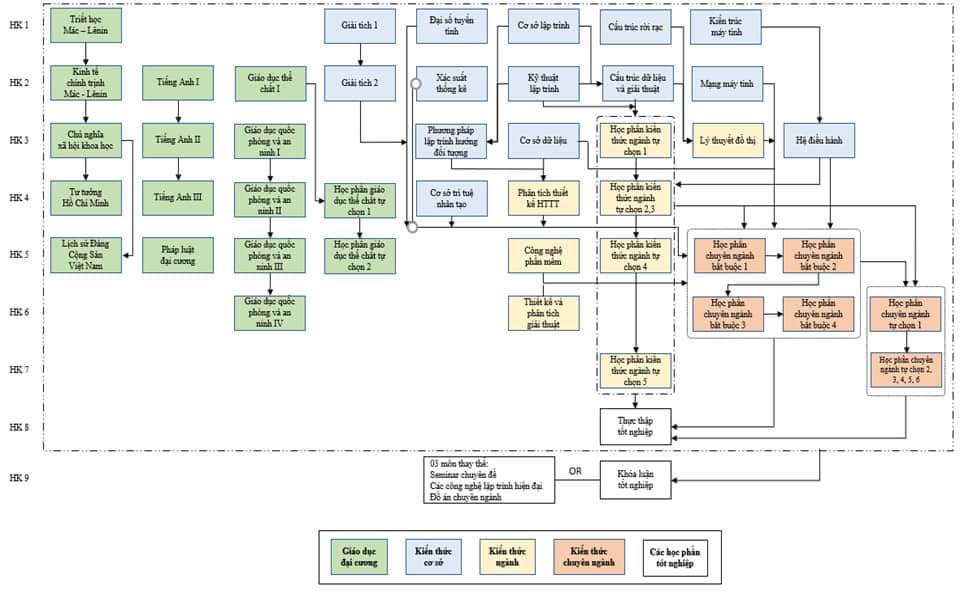 HK 1
Triết học
Mác – Lênin
Giải tích 1
Đại số tuyến
tính
Cơ sở lập trình
Cấu trúc rời rạc
Kiến trúc
máy tính
HK 2
Kinh tế
chính trịnh
Mác - Lênin
Tiếng Anh I
Giáo dục thể
chất I
Giải tích 2
Xác suất
thống kê
Kỹ thuật
lập trình
Cấu trúc dữ liệu
và giải thuật
Mạng máy tính
HK 3
Chủ nghĩa
xã hội khoa học
Tiếng Anh II
Giáo dục quốc
phòng và an
ninh I
Phương pháp
lập trình hướng
đối tượng
Cơ sở dữ liệu
Học phần kiến
thức ngành tự
chọn 1
Lý thuyết đồ thị
Hệ điều hành
HK 4
Tư tưởng
Hồ Chí Minh
Tiếng Anh III
Giáo dục quốc
phòng và an
ninh II
Học phần giáo
dục thể chất tự
chọn 1
Cơ sở trí tuệ
nhân tạo
Phân tích thiết
kế HTTT
Học phần kiến
thức ngành
tự chọn 2,3
HK 5
Lịch sử Đảng
Cộng Sản
Việt Nam
Pháp luật
đại cương
Giáo dục quốc
phòng và an
ninh III
Học phần giáo
dục thể chất tự
chọn 2
Công nghệ
phần mềm
Học phần kiến
thức ngành tự
chọn 4
Học phần
chuyên ngành
bắt buộc 1
Học phần
chuyên ngành
bắt buộc 2
HK 6
Giáo dục quốc
phòng và an
ninh IV
Thiết kế và
phân tích
giải thuật
Học phần
chuyên ngành
bắt buộc 3
Học phần
chuyên ngành
bắt buộc 4
Học phần
chuyên ngành
tự chọn 1
HK 7
Học phần kiến
thức ngành tự
chọn 5
Học phần chuyên
ngành tự chọn 2,
3, 4, 5, 6
HK 8
Thực thập
tốt nghiệp
HK 9
03 môn thay thế:
Seminar chuyên đề
Các công nghệ lập trình hiện đại
Đồ án chuyên ngành
OR
Khóa luận
tốt nghiệp
Giáo dục
đại cương
Kiến thức
cơ sở
Kiến thức
ngành
Kiến thức
chuyên ngành
Các học phần
tốt nghiệp